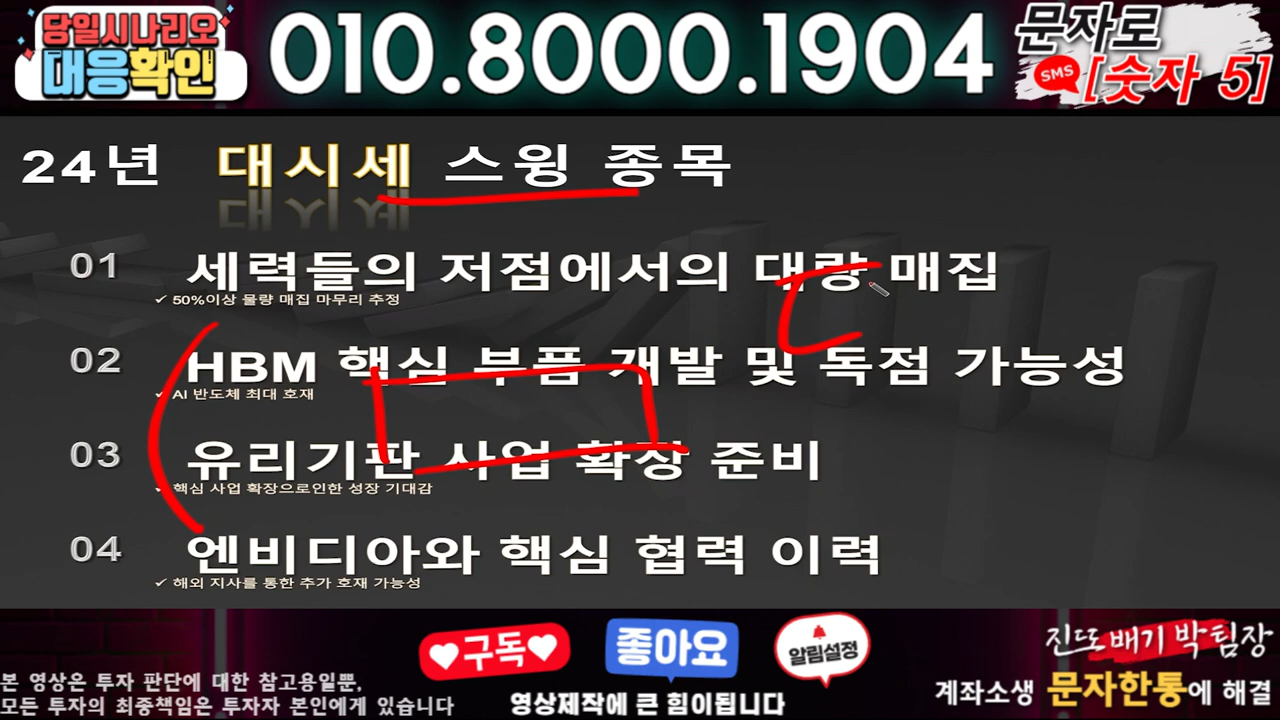 당일시나리오
대응확인
010.8000.1904
문자로
SMS [숫자 5]
24년 대시세 스윙 종목
01 세력들의 저점에서의 대량 매집
✓ 50%이상 물량 매집 마무리 추정
02 HBM 핵심 부품 개발 및 독점 가능성
✓ AI 반도체 최대 호재
03 유리기판 사업 확장 준비
✓ 핵심 사업 확장으로인한 성장 기대감
04 엔비디아와 핵심 협력 이력
✓ 해외 지사를 통한 추가 호재 가능성
구독
좋아요
알림설정
영상제작에 큰 힘이됩니다
본 영상은 투자 판단에 대한 참고용일뿐,
모든 투자의 최종책임은 투자자 본인에게 있습니다
진또배기 박팀장
계좌소생 문자한통에 해결